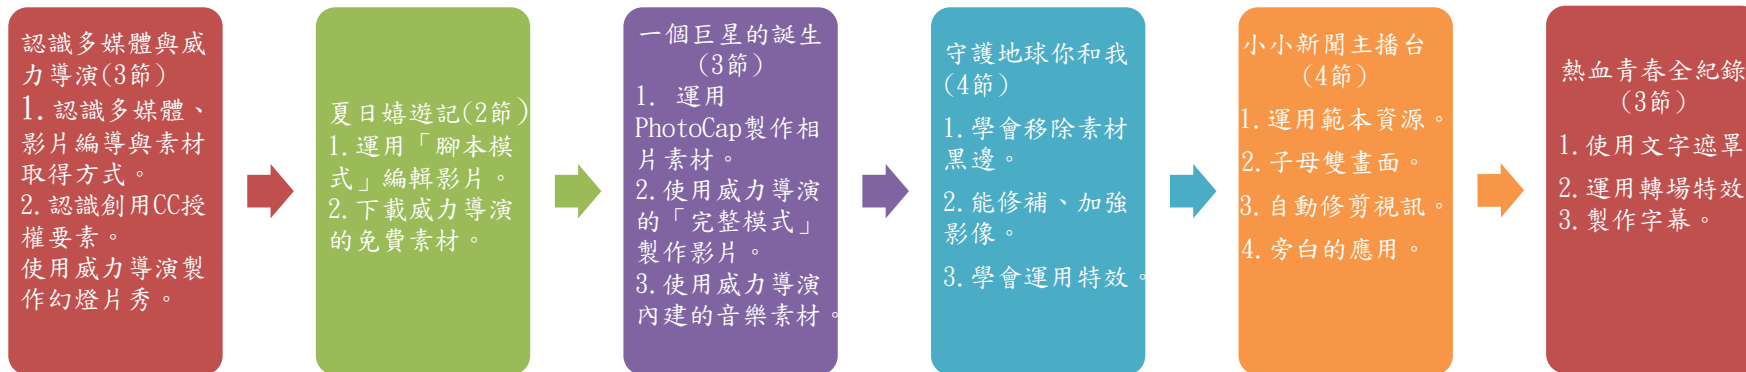 認識多媒體與威
力導演(3節)
1.認識多媒體、
影片編導與素材
取得方式。
2.認識創用CC授
權要素。
使用威力導演製
作幻燈片秀。
夏日嬉遊記(2節)
1.運用「腳本模
式」編輯影片。
2.下載威力導演
的免費素材。
一個巨星的誕生
(3節)
1. 運用
PhotoCap製作相
片素材。
2.使用威力導演
的「完整模式」
製作影片。
3.使用威力導演
內建的音樂素材。
守護地球你和我
(4節)
1.學會移除素材
黑邊。
2.能修補、加強
影像。
3.學會運用特效。
小小新聞主播台
(4節)
1.運用範本資源。
2.子母雙畫面。
3.自動修剪視訊。
4.旁白的應用。
熱血青春全紀錄
(3節)
1.使用文字遮罩
2.運用轉場特效
3.製作字幕。